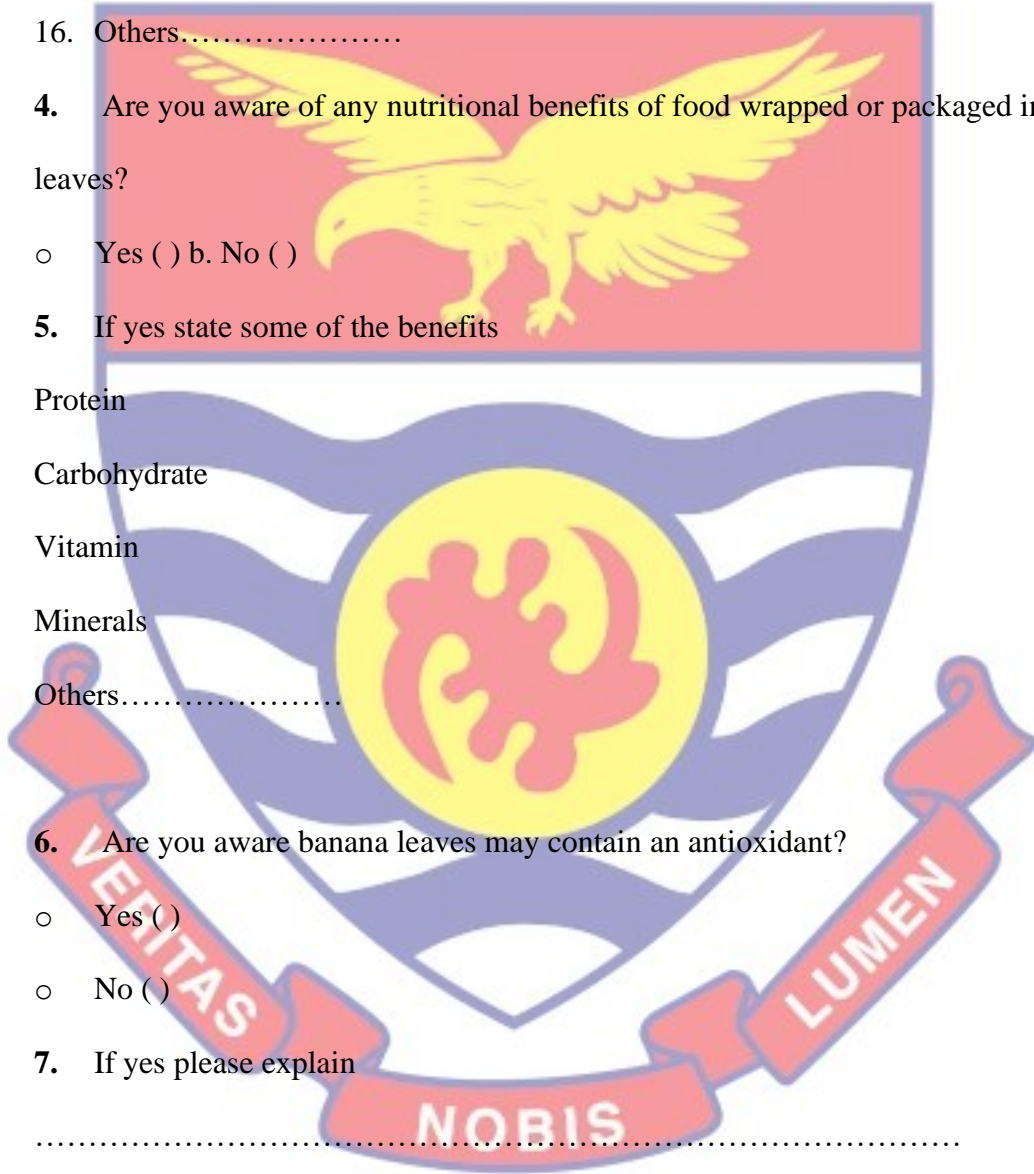 16. Others…………………
4. Are you aware of any nutritional benefits of food wrapped or packaged in
leaves?
o Yes ( ) b. No ( )
5. If yes state some of the benefits
Protein
Carbohydrate
Vitamin
Minerals
Others…………………
6. Are you aware banana leaves may contain an antioxidant?
o Yes ( )
o No ( )
7. If yes please explain
……………………………………………………………………………
VERITAS
NOBIS
LUMEN